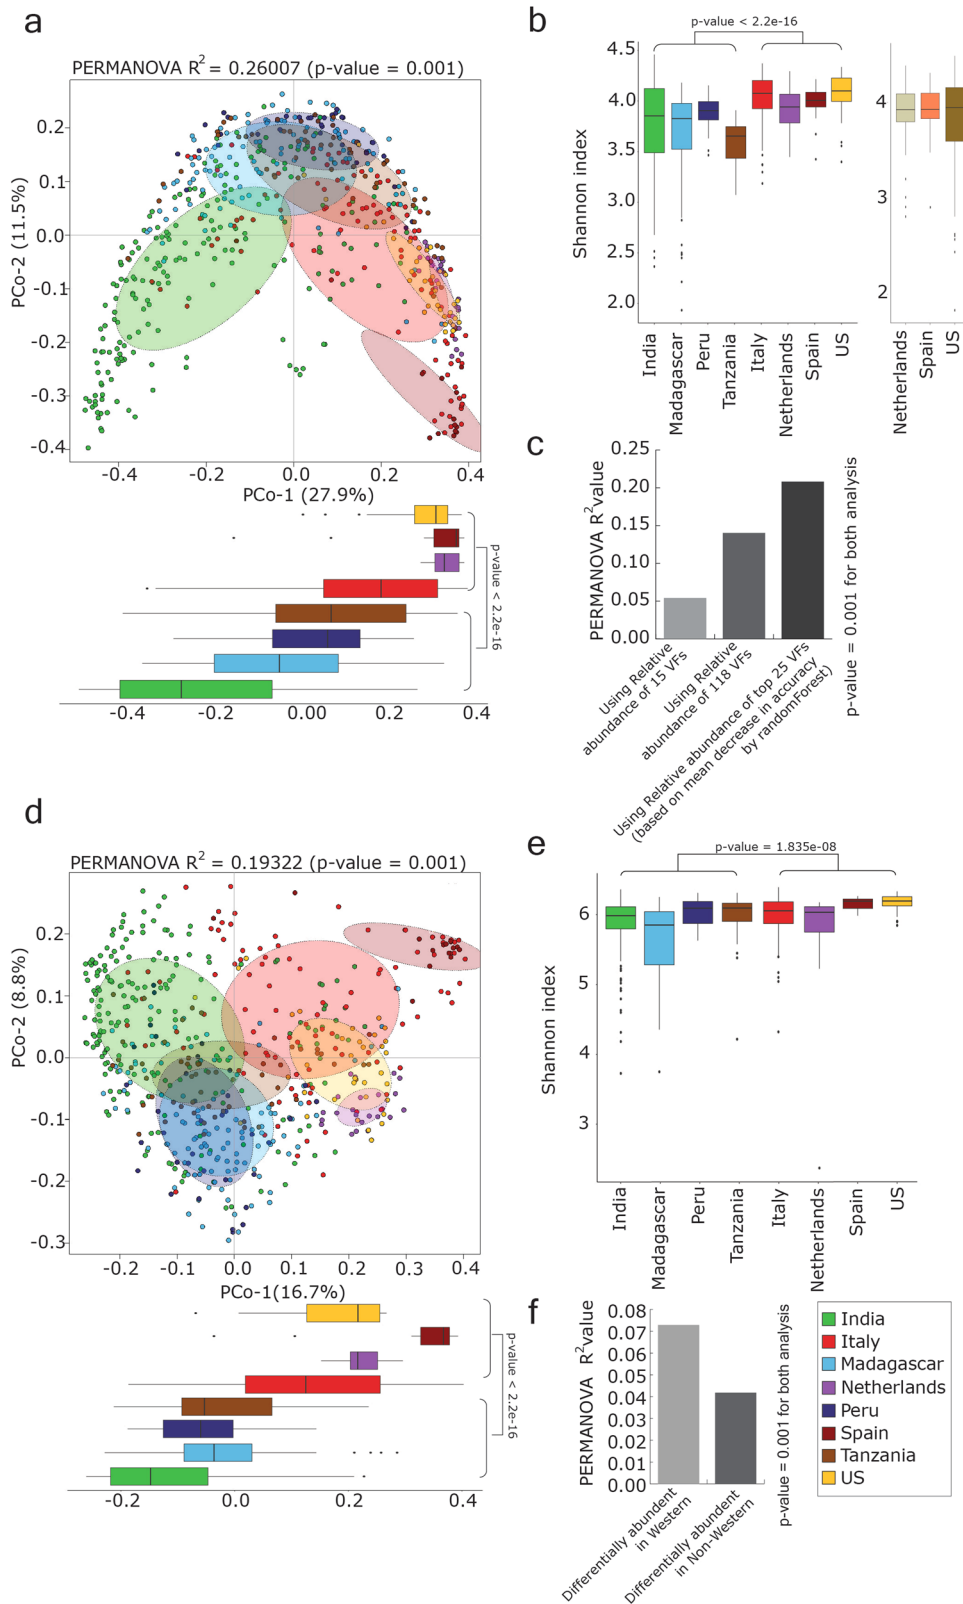 a
PERMANOVA R2 = 0.26007 (p-value = 0.001)
PCo-2 (11.5%)
0.2
0.1
0.0
-0.1
-0.2
-0.3
-0.4
-0.4
-0.2
0.0
0.2
0.4
PCo-1 (27.9%)
p-value < 2.2e-16
-0.4
-0.2
0.00
0.2
0.4
b
p-value < 2.2e-16
Shannon index
4.5
4.0
3.5
3.0
2.5
2.0
India
Madagascar
Peru
Tanzania
Italy
Netherlands
Spain
US
4
3
2
Netherlands
Spain
US
c
PERMANOVA R2value
0.25
0.20
0.15
0.10
0.05
0.00
Using Relative
abundance of 15 VFs
Using Relative
abundance of 118 VFs
Using Relative abundance of top 25 VFs
(based on mean decrease in accuracy
by randomForest)
p-value = 0.001 for both analysis
d
PERMANOVA R2 = 0.19322 (p-value = 0.001)
PCo-2 (8.8%)
0.2
0.1
0.0
-0.1
-0.2
-0.3
-0.2
-0.1
0.0
0.1
0.2
0.3
0.4
PCo-1(16.7%)
p-value < 2.2e-16
-0.2
0.0
0.2
0.4
e
p-value = 1.835e-08
Shannon index
6
5
4
3
India
Madagascar
Peru
Tanzania
Italy
Netherlands
Spain
US
f
PERMANOVA R2value
0.08
0.07
0.06
0.05
0.04
0.03
0.02
0.01
0.00
Differentially abundent
in Western
Differentially abundent
in Non-Western
p-value = 0.001 for both analysis
India
Italy
Madagascar
Netherlands
Peru
Spain
Tanzania
US